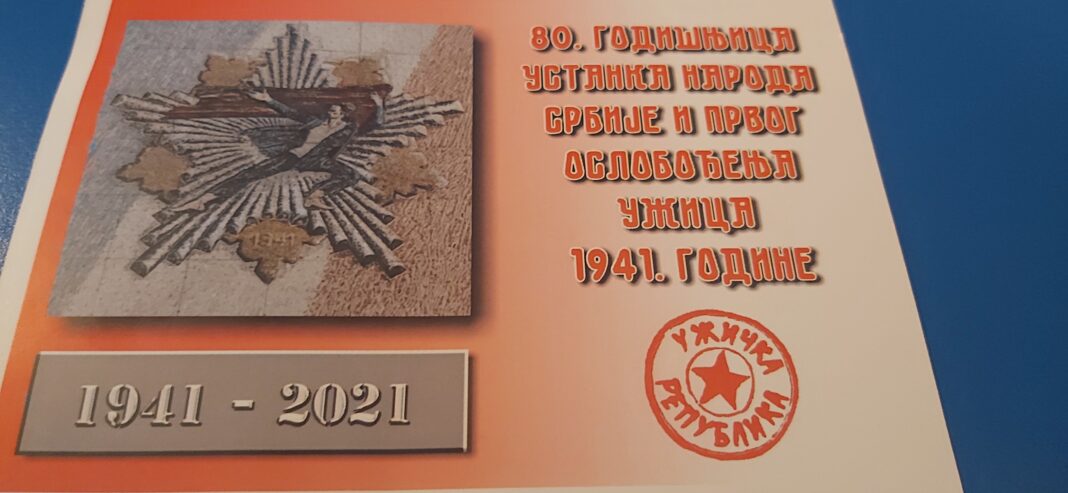 80. ГОДИШЊИЦА
УСТАНКА НАРОДА
СРБИЈЕ И ПРВОГ
ОСЛОБОЂЕЊА
УЖИЦА
1941. ГОДИНЕ
1941
1941 - 2021
УЖИЧКА
РЕПУБЛИКА